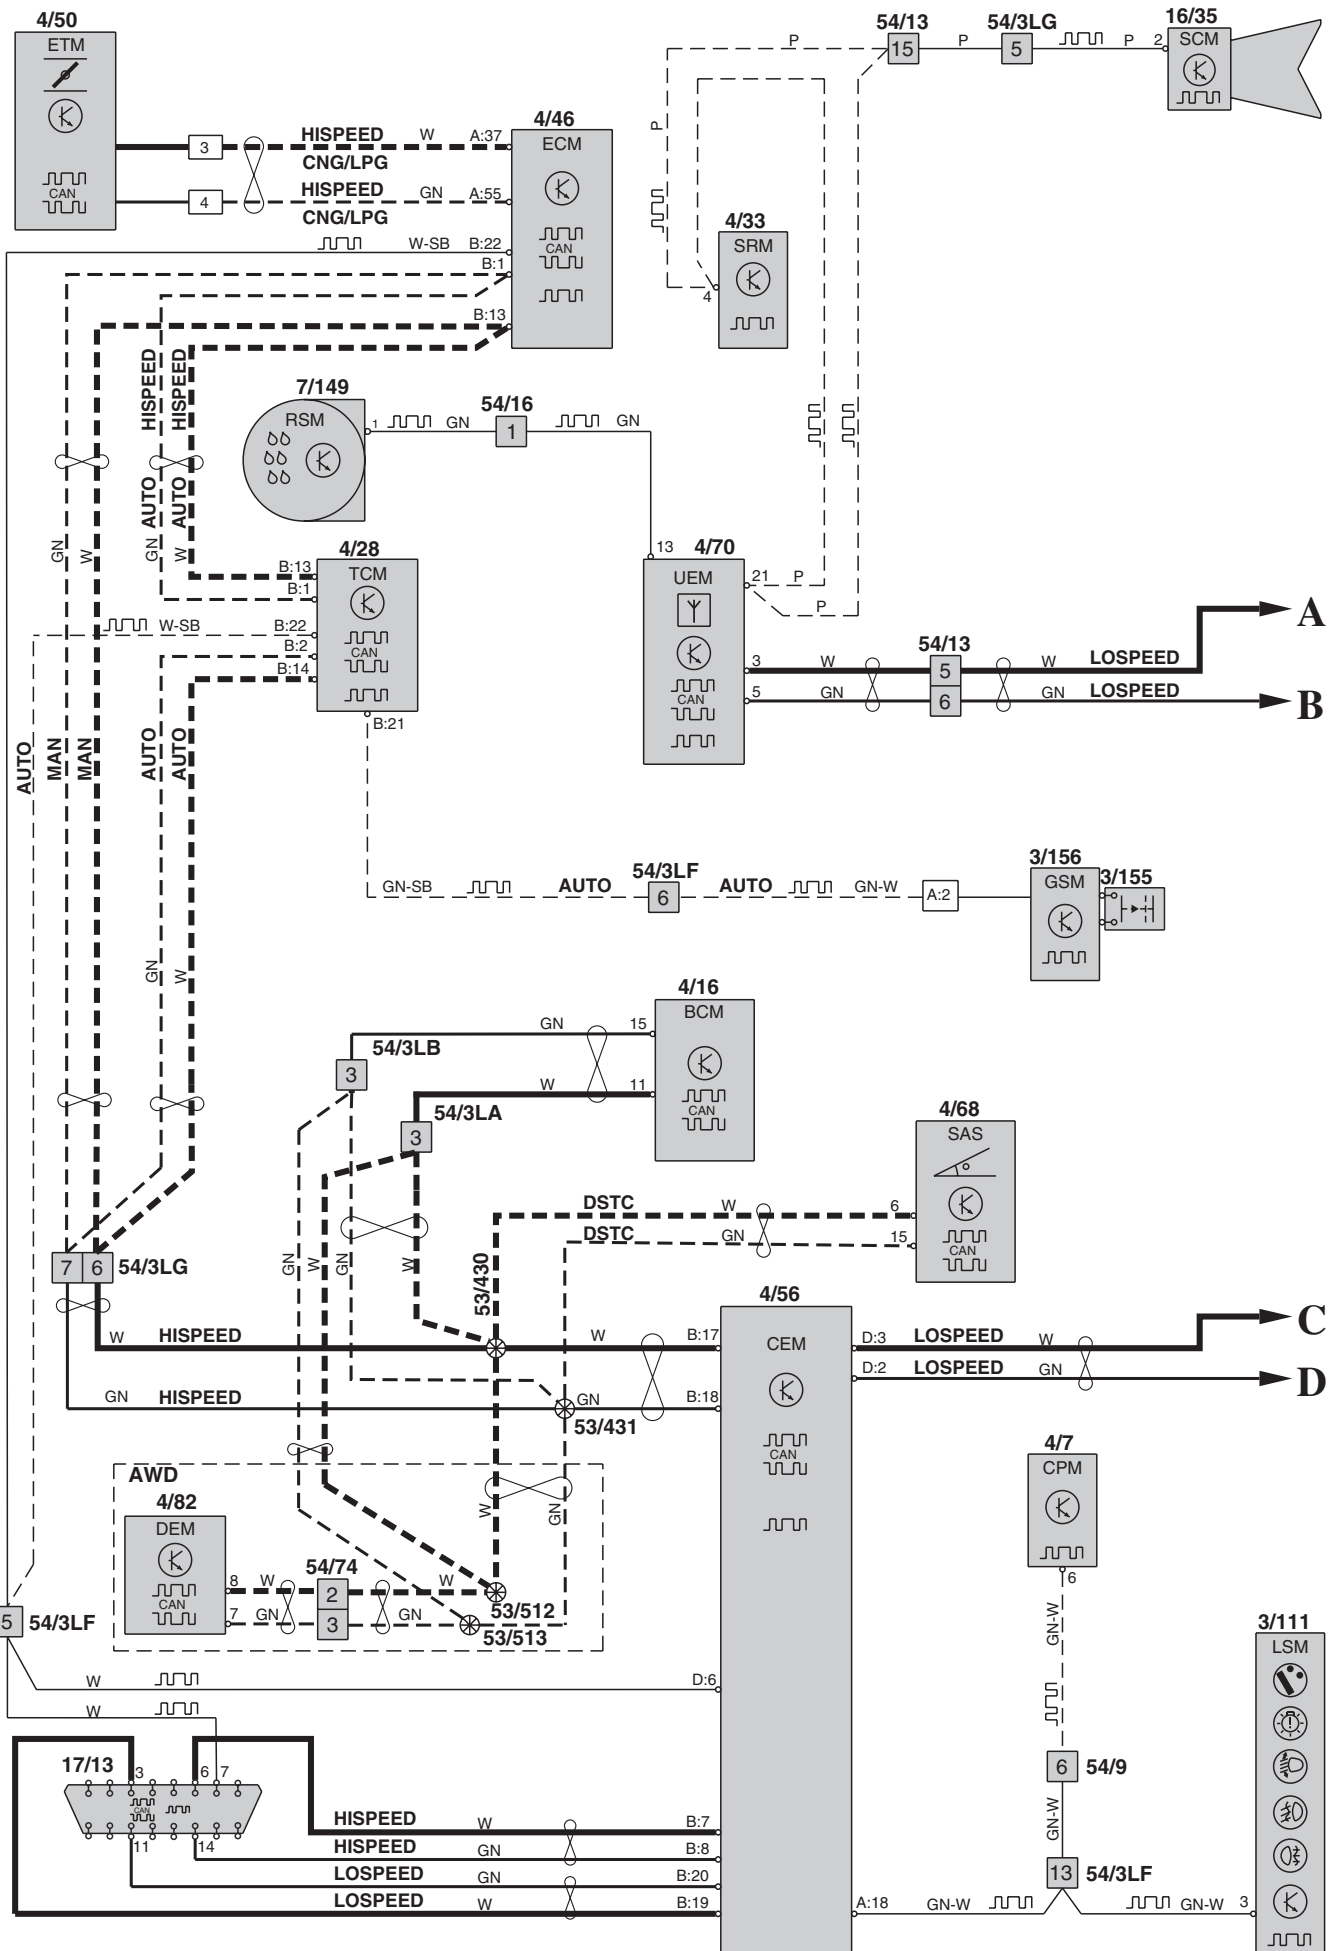 4/50
ETM
CAN
3
HISPEED
W
A:37
CNG/LPG
4
HISPEED
GN
A:55
CNG/LPG
4/46
ECM
CAN
W-SB
B:22
B:1
B:13
54/13
15
P
P
54/3LG
5
P
2
16/35
SCM
P
4/33
SRM
4
HISPEED
HISPEED
AUTO
AUTO
GN
W
GN
W
7/149
RSM
1
GN
54/16
1
GN
13
4/28
TCM
CAN
B:13
B:1
W-SB
B:22
B:2
B:14
B:21
4/70
UEM
CAN
21
P
P
3
W
5
GN
54/13
5
6
W
LOSPEED
GN
LOSPEED
A
B
AUTO
MAN
MAN
AUTO
AUTO
GN
W
GN-SB
AUTO
54/3LF
6
AUTO
GN-W
A:2
3/156
GSM
3/155
4/16
BCM
CAN
GN
15
54/3LB
3
W
11
54/3LA
3
4/68
SAS
CAN
DSTC
W
6
DSTC
GN
15
GN
W
GN
W
53/430
7
6
54/3LG
W
HISPEED
W
B:17
GN
HISPEED
GN
B:18
53/431
4/56
CEM
CAN
D:3
LOSPEED
W
D:2
LOSPEED
GN
C
D
AWD
4/82
DEM
CAN
8
W
7
GN
54/74
2
3
W
GN
W
GN
53/512
53/513
4/7
CPM
6
GN-W
5
54/3LF
W
D:6
W
17/13
3
6
7
CAN
11
14
HISPEED
W
B:7
HISPEED
GN
B:8
LOSPEED
GN
B:20
LOSPEED
W
B:19
6
54/9
GN-W
13
54/3LF
A:18
GN-W
GN-W
3
3/111
LSM